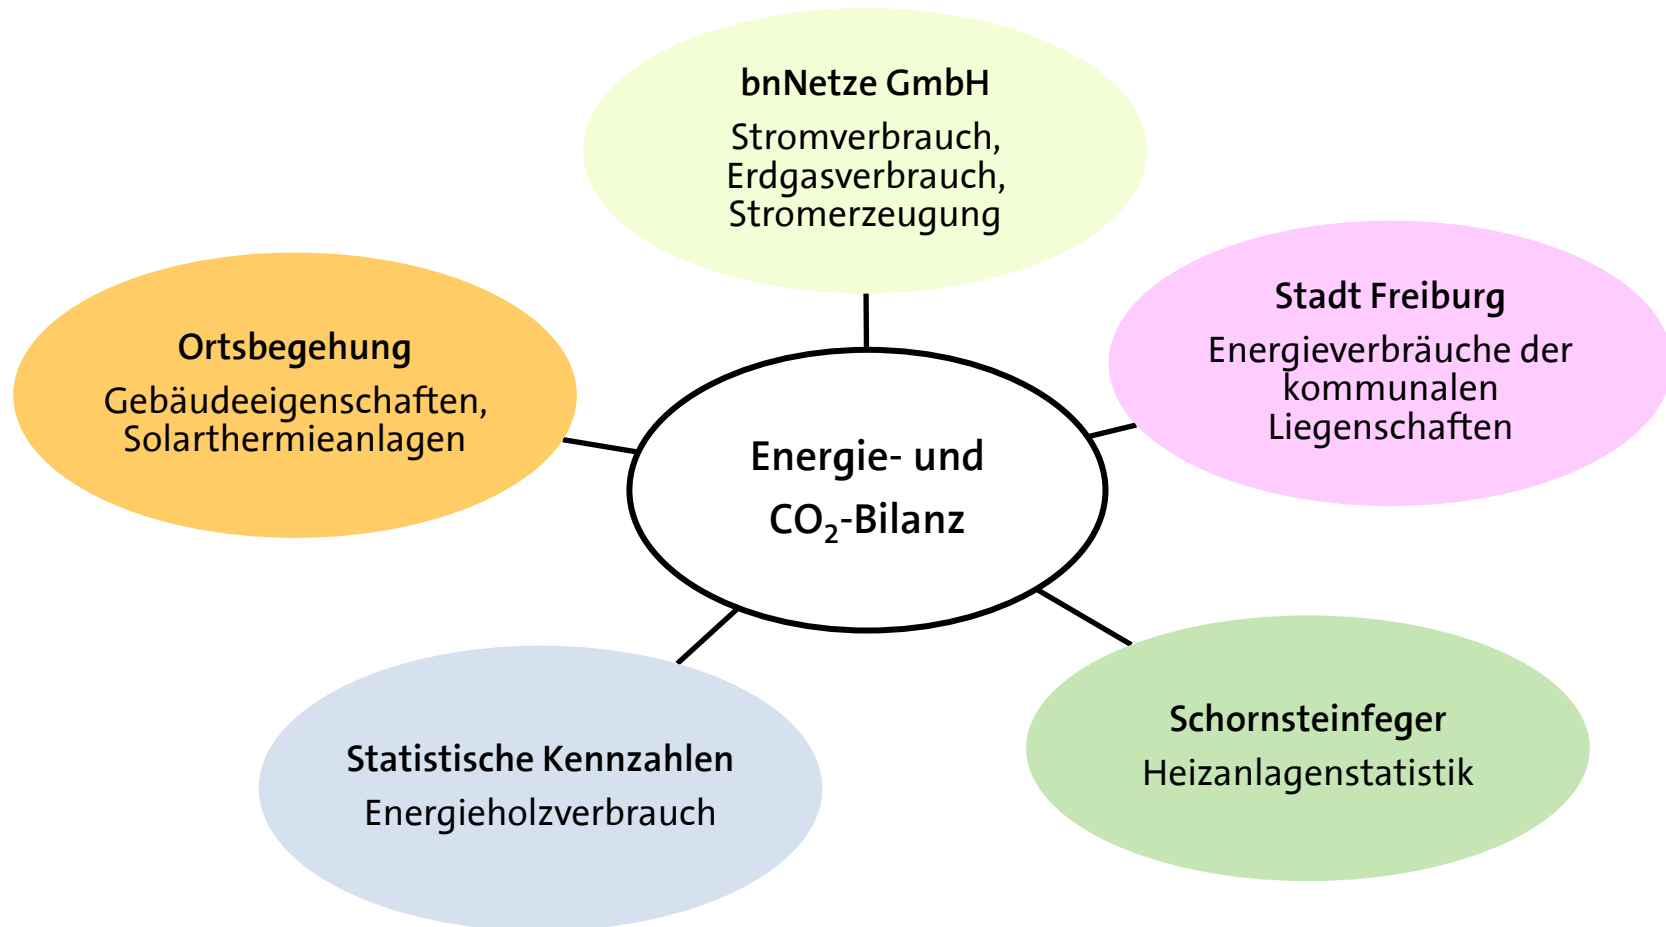 bnNetze GmbH
Stromverbrauch,
Erdgasverbrauch,
Stromerzeugung
Stadt Freiburg
Energieverbräuche der
kommunalen
Liegenschaften
Ortsbegehung
Gebäudeeigenschaften,
Solarthermieanlagen
Energie- und
CO₂-Bilanz
Schornsteinfeger
Heizanlagenstatistik
Statistische Kennzahlen
Energieholzverbrauch